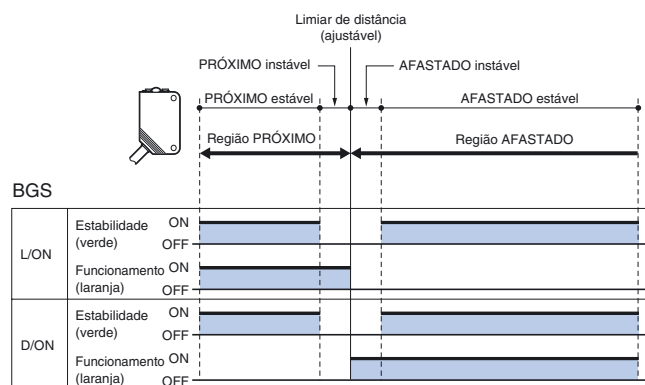 Limiar de distância
(ajustável)
PRÓXIMO instável
AFASTADO instável
PRÓXIMO estável
AFASTADO estável
Região PRÓXIMO
Região AFASTADO
BGS
L/ON
Estabilidade
(verde)
ON
OFF
Funcionamento
(laranja)
ON
OFF
D/ON
Estabilidade
(verde)
ON
OFF
Funcionamento
(laranja)
ON
OFF